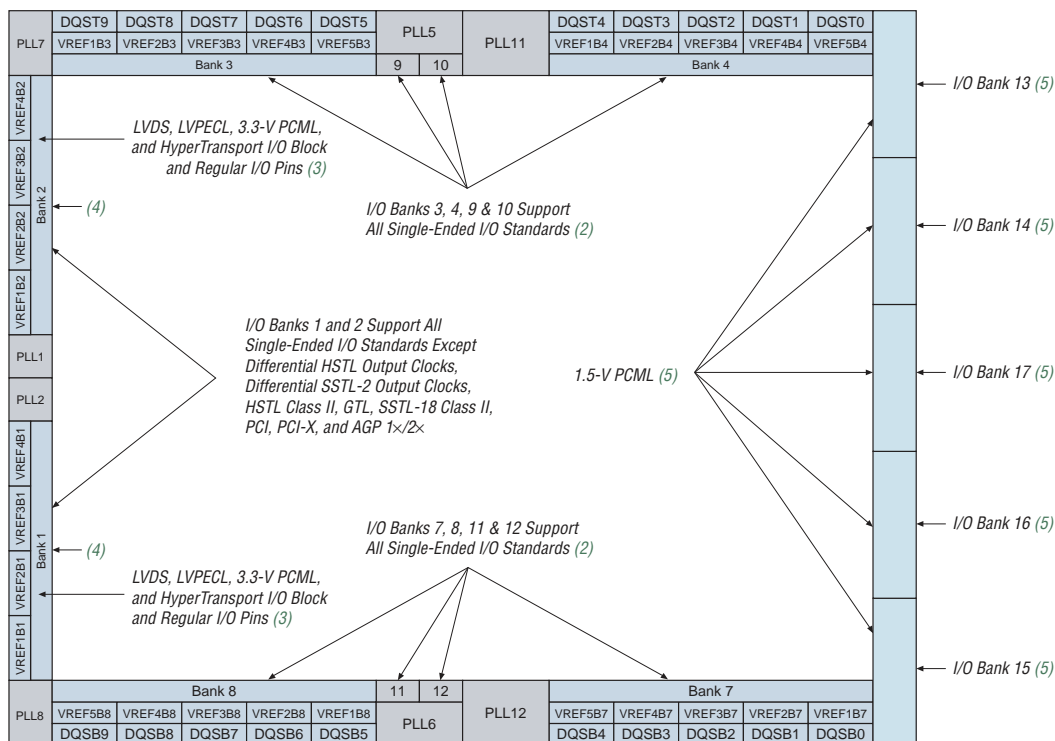 PLL7
DQST9 DQST8 DQST7 DQST6 DQST5
VREF1B3 VREF2B3 VREF3B3 VREF4B3 VREF5B3
Bank 3
PLL5
9 10
PLL11
DQST4 DQST3 DQST2 DQST1 DQST0
VREF1B4 VREF2B4 VREF3B4 VREF4B4 VREF5B4
Bank 4
VREF4B2
VREF3B2
VREF2B2
VREF1B2
Bank 2
LVDS, LVPECL, 3.3-V PCML,
and HyperTransport I/O Block
and Regular I/O Pins (3)
(4)
I/O Banks 3, 4, 9 & 10 Support
All Single-Ended I/O Standards (2)
I/O Bank 13 (5)
I/O Bank 14 (5)
PLL1
PLL2
I/O Banks 1 and 2 Support All
Single-Ended I/O Standards Except
Differential HSTL Output Clocks,
Differential SSTL-2 Output Clocks,
HSTL Class II, GTL, SSTL-18 Class II,
PCI, PCI-X, and AGP 1×/2×
1.5-V PCML (5)
I/O Bank 17 (5)
VREF4B1
VREF3B1
VREF2B1
VREF1B1
Bank 1
(4)
LVDS, LVPECL, 3.3-V PCML,
and HyperTransport I/O Block
and Regular I/O Pins (3)
I/O Banks 7, 8, 11 & 12 Support
All Single-Ended I/O Standards (2)
I/O Bank 16 (5)
I/O Bank 15 (5)
PLL8
Bank 8
VREF5B8 VREF4B8 VREF3B8 VREF2B8 VREF1B8
DQSB9 DQSB8 DQSB7 DQSB6 DQSB5
11 12
PLL6
PLL12
Bank 7
VREF5B7 VREF4B7 VREF3B7 VREF2B7 VREF1B7
DQSB4 DQSB3 DQSB2 DQSB1 DQSB0